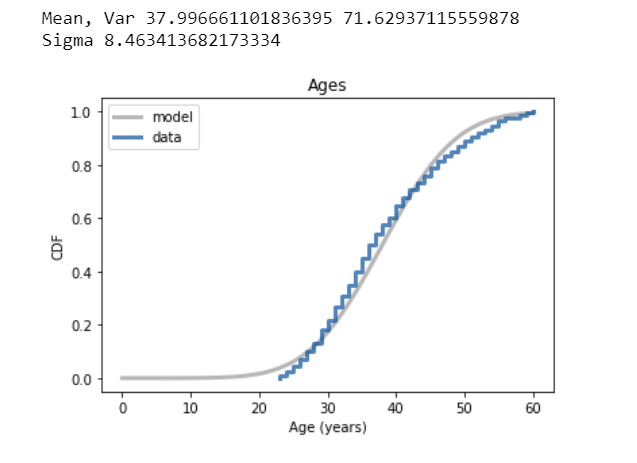 Mean, Var 37.996661101836395 71.62937115559878
Sigma 8.463413682173334
Ages
model
data
CDF
1.0
0.8
0.6
0.4
0.2
0.0
0 10 20 30 40 50 60
Age (years)